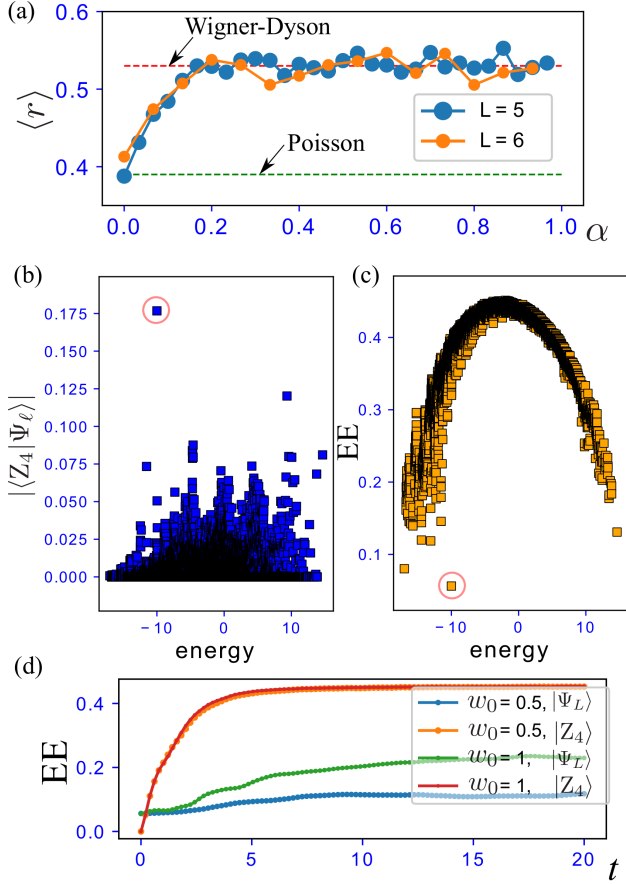 (a)
0.6
0.5
0.4
⟨r⟩
Wigner-Dyson
Poisson
L = 5
L = 6
0.0 0.2 0.4 0.6 0.8 1.0
α
(b)
0.175
0.150
0.125
0.100
0.075
0.050
0.025
0.000
|⟨Z₄|Ψ_ℓ⟩|
−10 0 10
energy
(c)
0.4
0.3
0.2
0.1
EE
−10 0 10
energy
(d)
0.4
0.2
0.0
EE
w₀ = 0.5, |Ψ_L⟩
w₀ = 0.5, |Z₄⟩
w₀ = 1, |Ψ_L⟩
w₀ = 1, |Z₄⟩
0 5 10 15 20
t